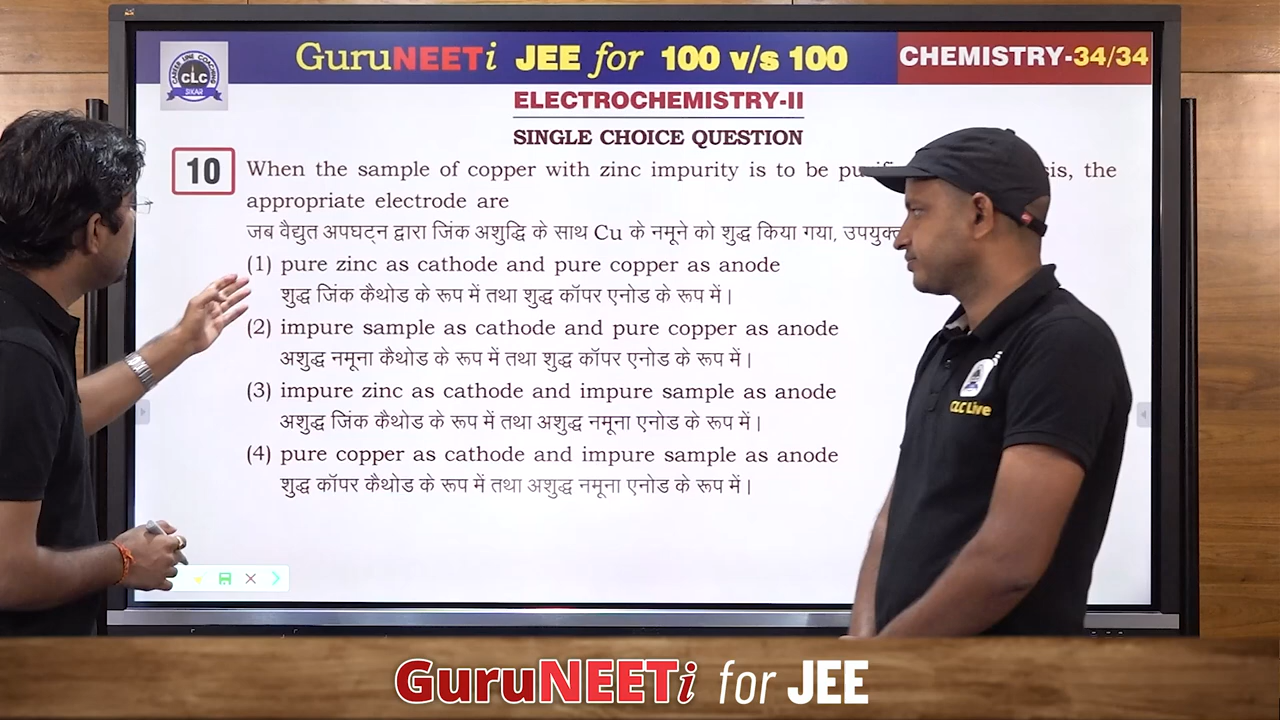 GuruNEETi JEE for 100 v/s 100
CHEMISTRY-34/34
CAREER LINE COACHING
CLC
SIKAR
ELECTROCHEMISTRY-II
SINGLE CHOICE QUESTION
10
When the sample of copper with zinc impurity is to be sis, the
appropriate electrode are
जब वैद्युत अपघट्न द्वारा जिंक अशुद्धि के साथ Cu के नमूने को शुद्ध किया गया, उपयुक्त
(1) pure zinc as cathode and pure copper as anode
शुद्ध जिंक कैथोड के रूप में तथा शुद्ध कॉपर एनोड के रूप में।
(2) impure sample as cathode and pure copper as anode
अशुद्ध नमूना कैथोड के रूप में तथा शुद्ध कॉपर एनोड के रूप में।
(3) impure zinc as cathode and impure sample as anode
अशुद्ध जिंक कैथोड के रूप में तथा अशुद्ध नमूना एनोड के रूप में।
(4) pure copper as cathode and impure sample as anode
शुद्ध कॉपर कैथोड के रूप में तथा अशुद्ध नमूना एनोड के रूप में।
CLC Live
GuruNEETi for JEE